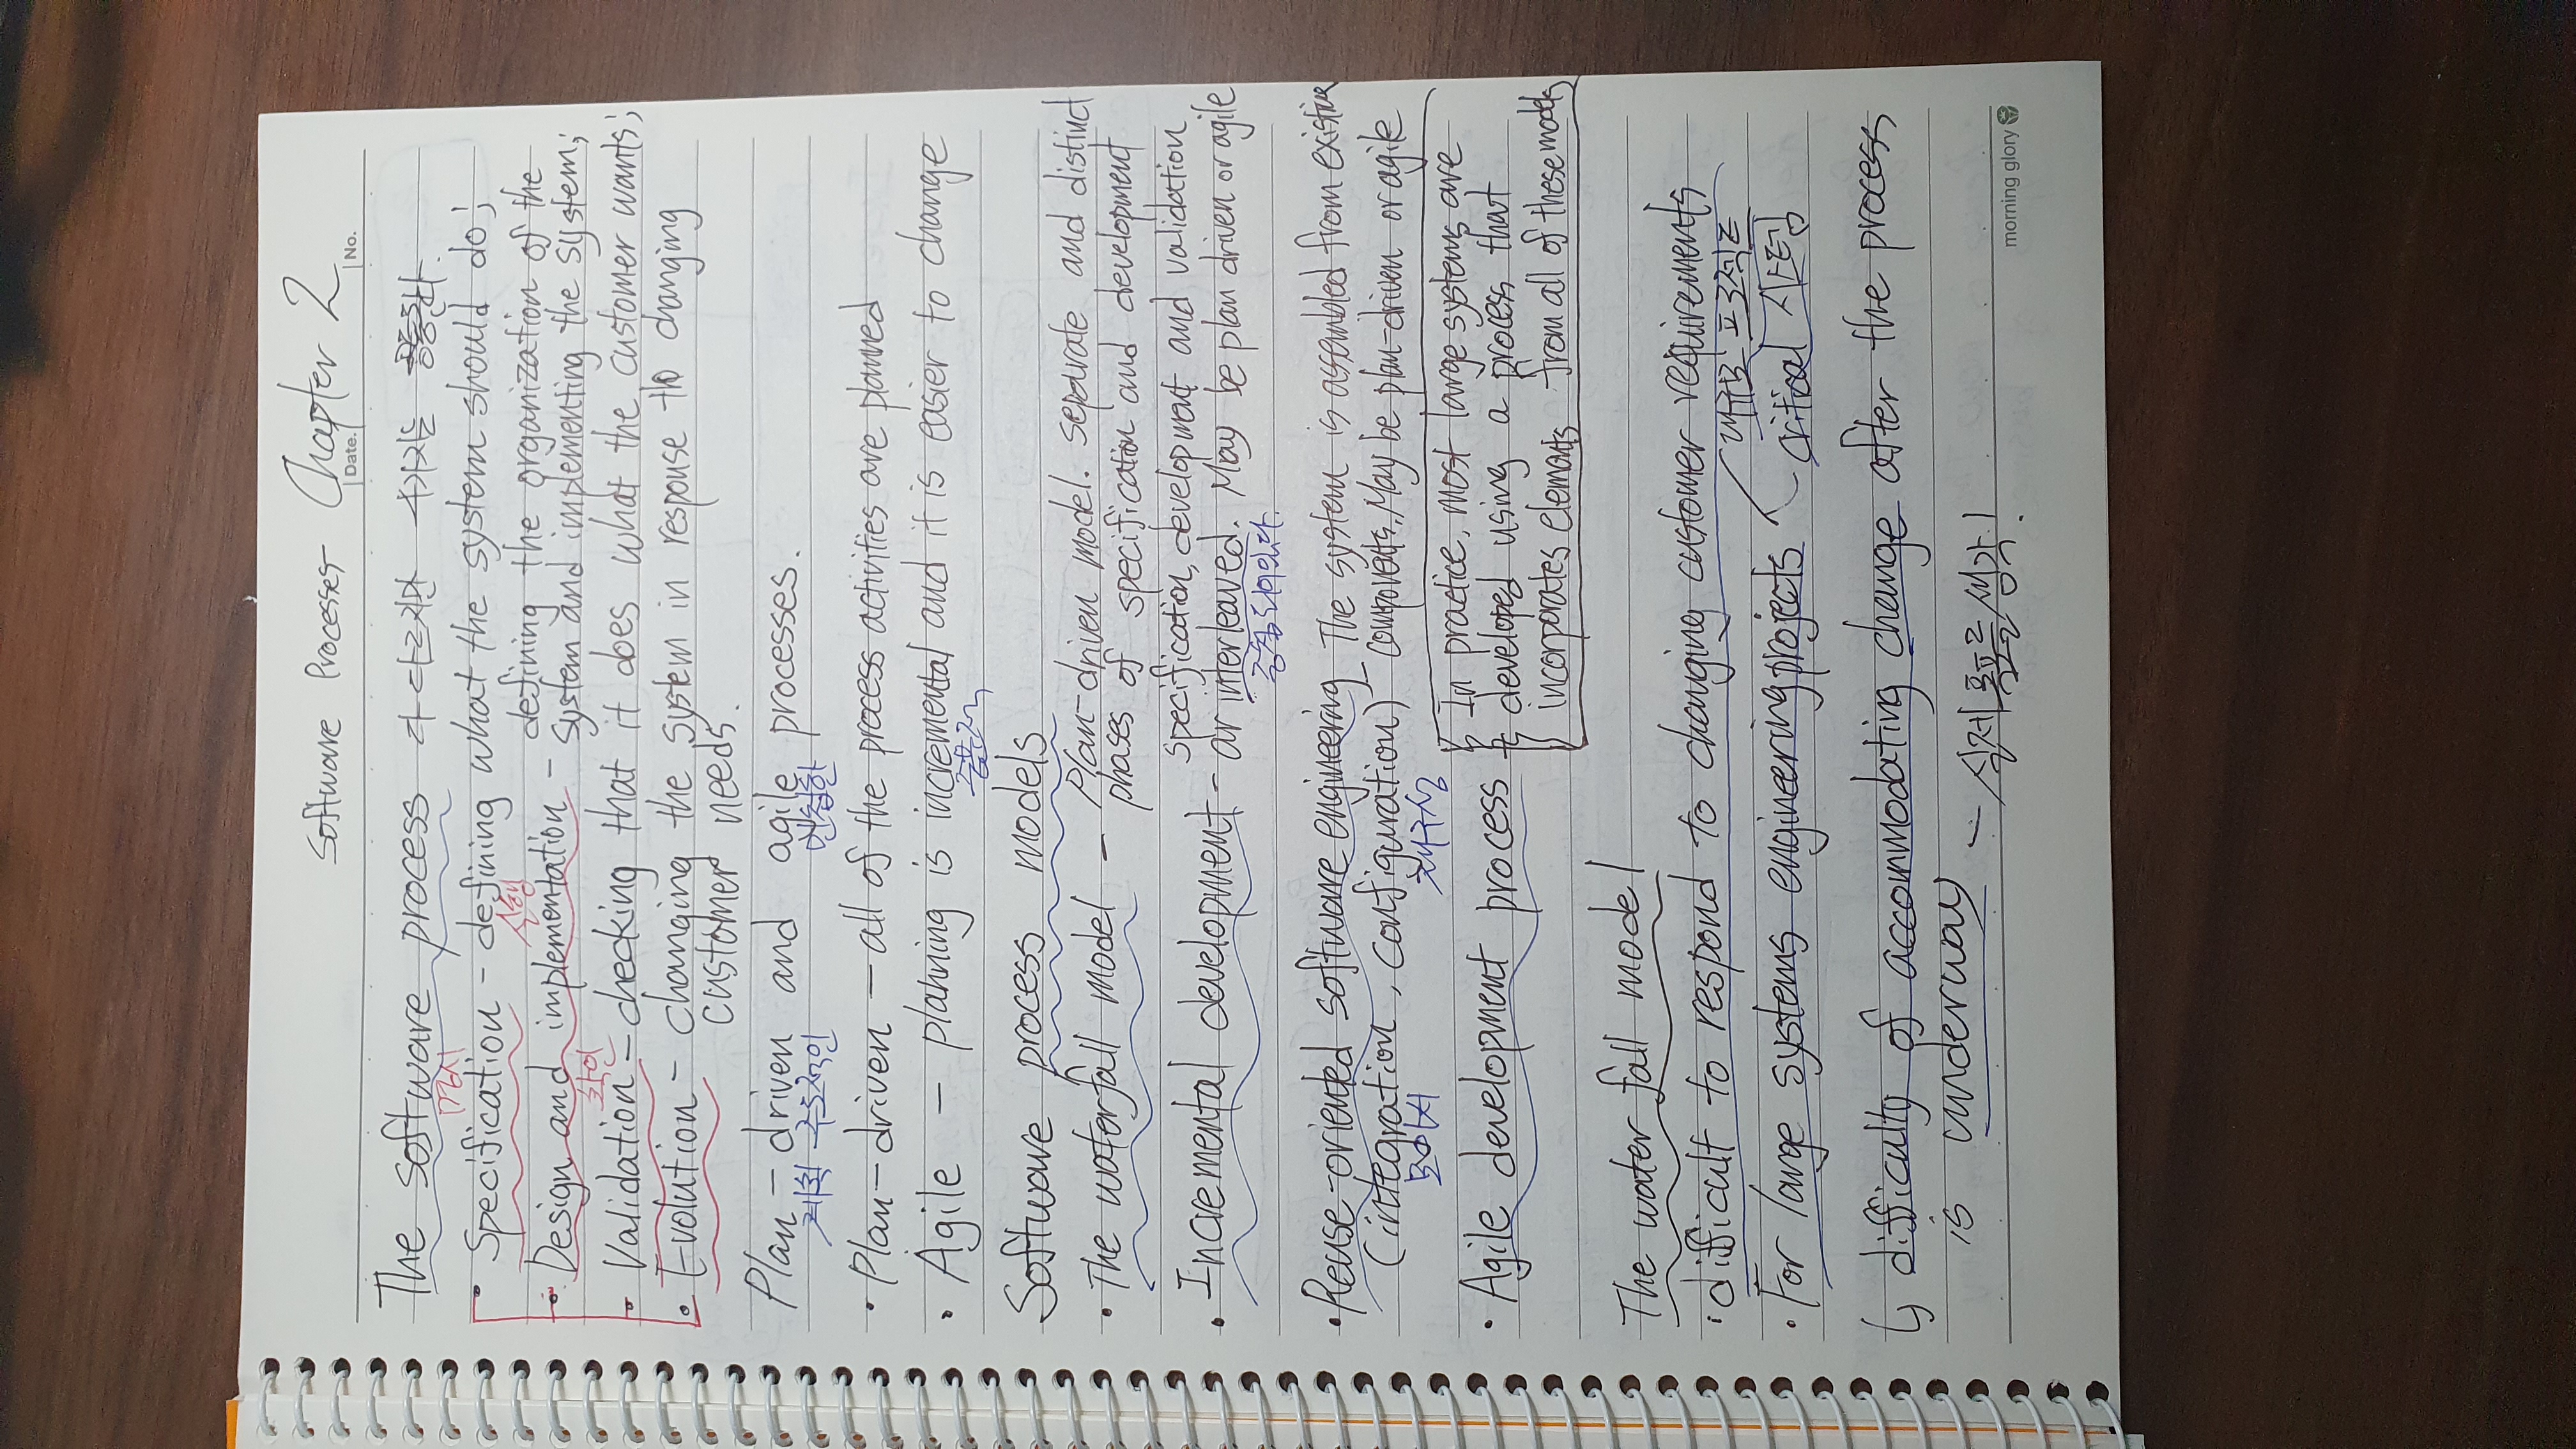 Software Processes Chapter 2
Date. No.
The software process 다 다르지만 4가지는 공통된다.
명시
Specification - defining what the system should do;
실행
Design and implementation - defining the organization of the
system and implementing the system;
확인
Validation - checking that it does what the customer wants;
Evolution - changing the system in response to changing
customer needs.
Plan-driven and agile processes.
계획 주도적인 민첩한
· Plan-driven - all of the process activities are planned
· Agile - planning is incremental and it is easier to change
Software process models
· The waterfall model - Plan-driven model. separate and distinct
phases of specification and development
· Incremental development - specification, development and validation
ar interleaved. May be plan driven or agile
중첩되어있다.
· Reuse-oriented software engineering The system is assembled from existing
(integration, configuration) - components. May be plan-driven or agile
모아서 재구성
· Agile development process
In practice, most large systems are
developed using a process that
incorporates elements from all of these models
The water fall model
· difficult to respond to changing customer requirements
· For large systems engineering projects 대규모 프로젝트
critical 시스템
↳ difficulty of accommodating change after the process
is underway - 실제 폭포를 생각!
morning glory